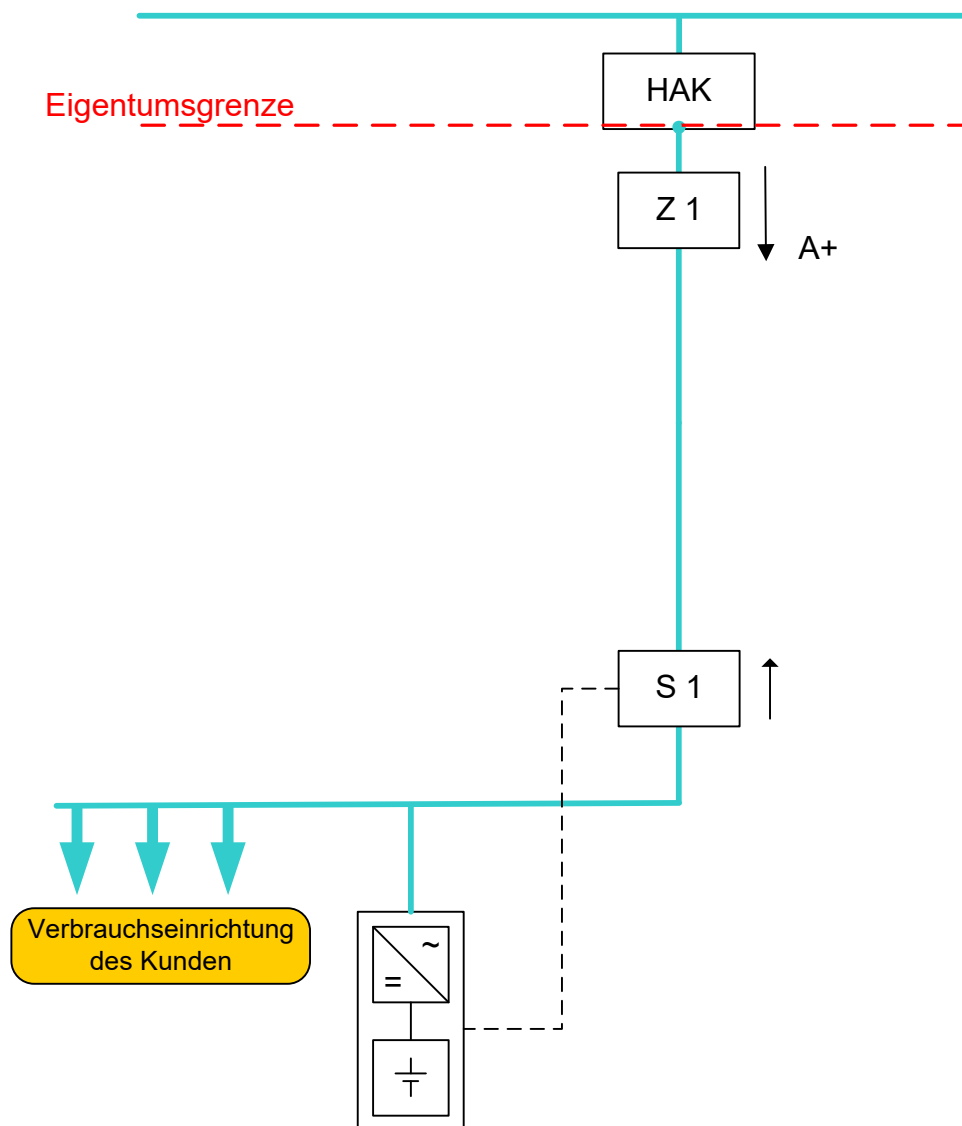 HAK
Eigentumsgrenze
Z 1
A+
S 1
Verbrauchseinrichtung
des Kunden
~
=